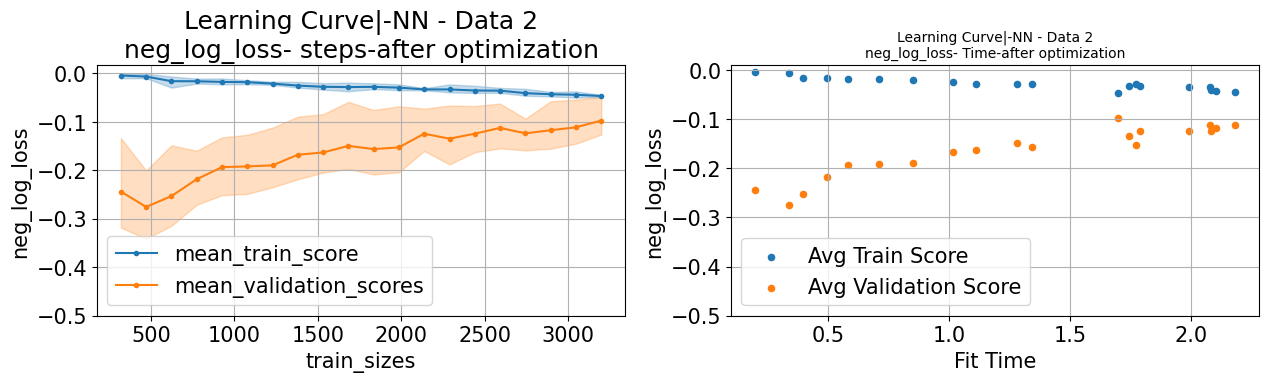 Learning Curve|-NN - Data 2
neg_log_loss- steps-after optimization
neg_log_loss
0.0
−0.1
−0.2
−0.3
−0.4
−0.5
mean_train_score
mean_validation_scores
500
1000
1500
2000
2500
3000
train_sizes
Learning Curve|-NN - Data 2
neg_log_loss- Time-after optimization
neg_log_loss
0.0
−0.1
−0.2
−0.3
−0.4
−0.5
Avg Train Score
Avg Validation Score
0.5
1.0
1.5
2.0
Fit Time